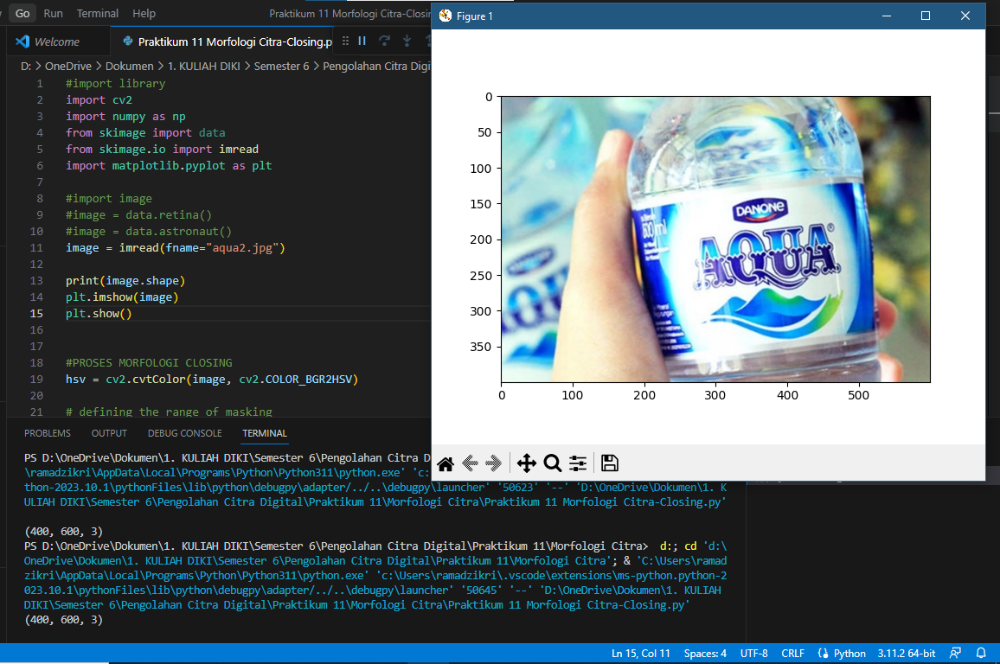 Go Run Terminal Help Praktikum 11 Morfologi Citra-Closin
Figure 1
Welcome Praktikum 11 Morfologi Citra-Closing.p
D: > OneDrive > Dokumen > 1. KULIAH DIKI > Semester 6 > Pengolahan Citra Digi
1 #import library
2 import cv2
3 import numpy as np
4 from skimage import data
5 from skimage.io import imread
6 import matplotlib.pyplot as plt
7
8 #import image
9 #image = data.retina()
10 #image = data.astronaut()
11 image = imread(fname="aqua2.jpg")
12
13 print(image.shape)
14 plt.imshow(image)
15 plt.show()
16
17
18 #PROSES MORFOLOGI CLOSING
19 hsv = cv2.cvtColor(image, cv2.COLOR_BGR2HSV)
20
21 # defining the range of masking
0
50
100
150
200
250
300
350
0 100 200 300 400 500
DANONE
AQUA®
600 ml
PROBLEMS OUTPUT DEBUG CONSOLE TERMINAL
PS D:\OneDrive\Dokumen\1. KULIAH DIKI\Semester 6\Pengolahan Citra D
\ramadzikri\AppData\Local\Programs\Python\Python311\python.exe' 'c:
thon-2023.10.1\pythonFiles\lib\python\debugpy\adapter/../..\debugpy\launcher' '50623' '--' 'D:\OneDrive\Dokumen\1. K
ULIAH DIKI\Semester 6\Pengolahan Citra Digital\Praktikum 11\Morfologi Citra\Praktikum 11 Morfologi Citra-Closing.py'
(400, 600, 3)
PS D:\OneDrive\Dokumen\1. KULIAH DIKI\Semester 6\Pengolahan Citra Digital\Praktikum 11\Morfologi Citra> d:; cd 'd:\
OneDrive\Dokumen\1. KULIAH DIKI\Semester 6\Pengolahan Citra Digital\Praktikum 11\Morfologi Citra'; & 'C:\Users\ramad
zikri\AppData\Local\Programs\Python\Python311\python.exe' 'c:\Users\ramadzikri\.vscode\extensions\ms-python.python-2
023.10.1\pythonFiles\lib\python\debugpy\adapter/../..\debugpy\launcher' '50645' '--' 'D:\OneDrive\Dokumen\1. KULIAH
DIKI\Semester 6\Pengolahan Citra Digital\Praktikum 11\Morfologi Citra\Praktikum 11 Morfologi Citra-Closing.py'
(400, 600, 3)
Ln 15, Col 11 Spaces: 4 UTF-8 CRLF Python 3.11.2 64-bit